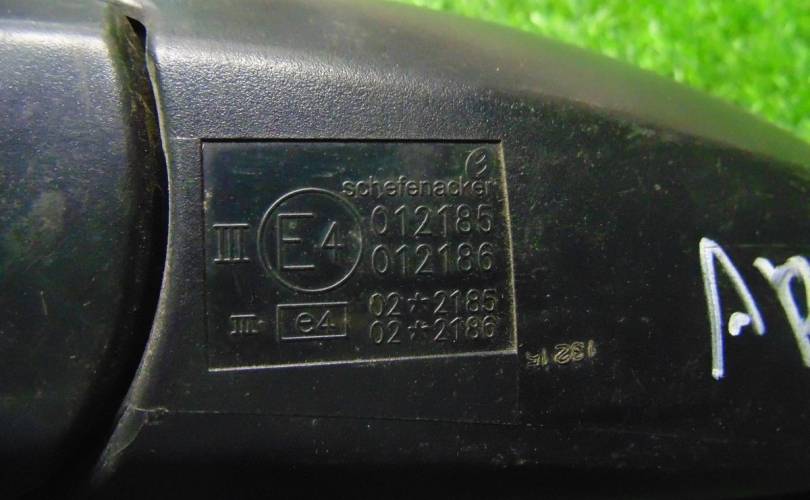 schefenacker
III E4 012185
012186
III e4 02*2185
02*2186